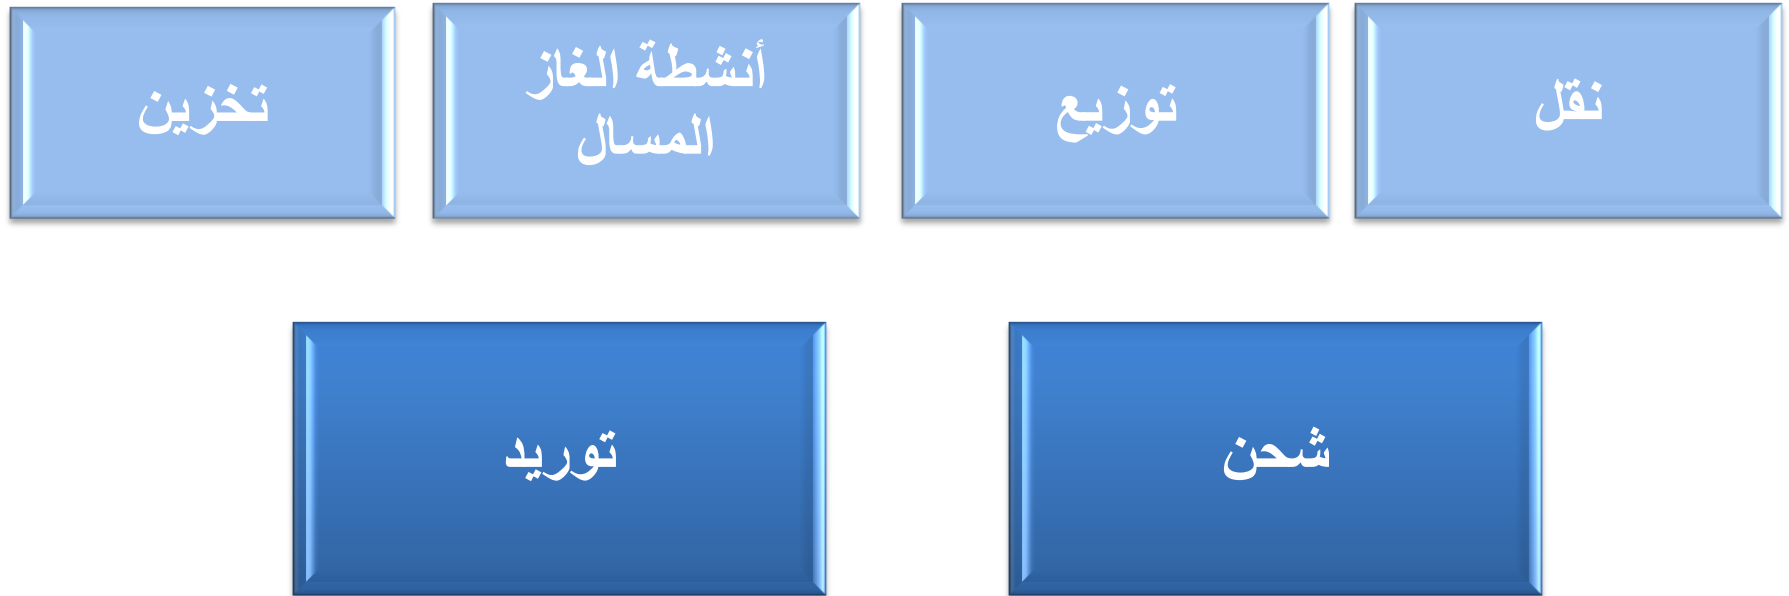 نقل
توزيع
أنشطة الغاز
المسال
تخزين
شحن
توريد